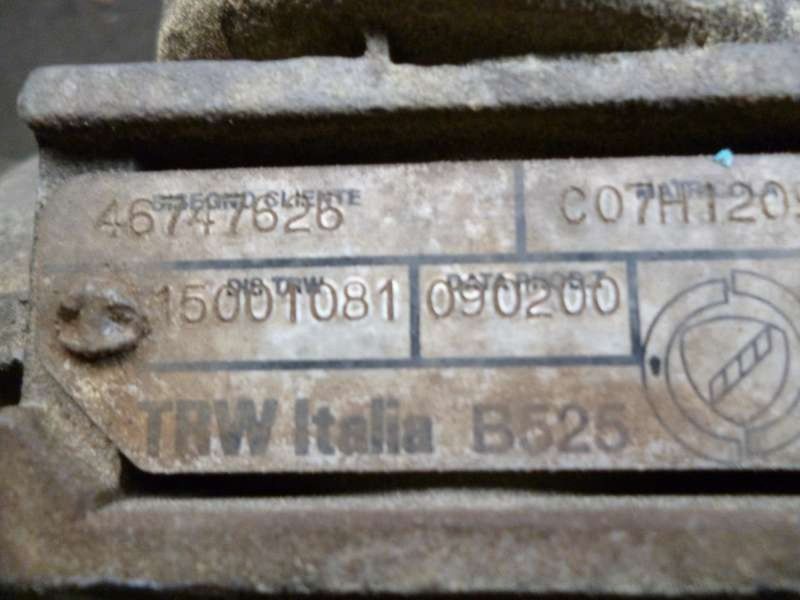 DISEGNO CLIENTE
46747626 C07H120
DIS TRW
15001081 090200
TRW Italia B525